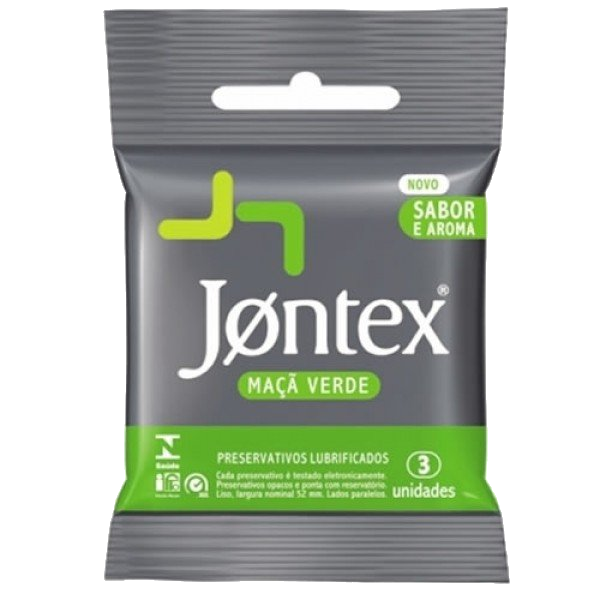 NOVO
SABOR
E AROMA
Jøntex®
MAÇÃ VERDE
PRESERVATIVOS LUBRIFICADOS
Cada preservativo é testado eletronicamente.
Preservativos opacos e ponta com reservatório.
Liso, largura nominal 52 mm. Lados paralelos.
3
unidades
Saúde